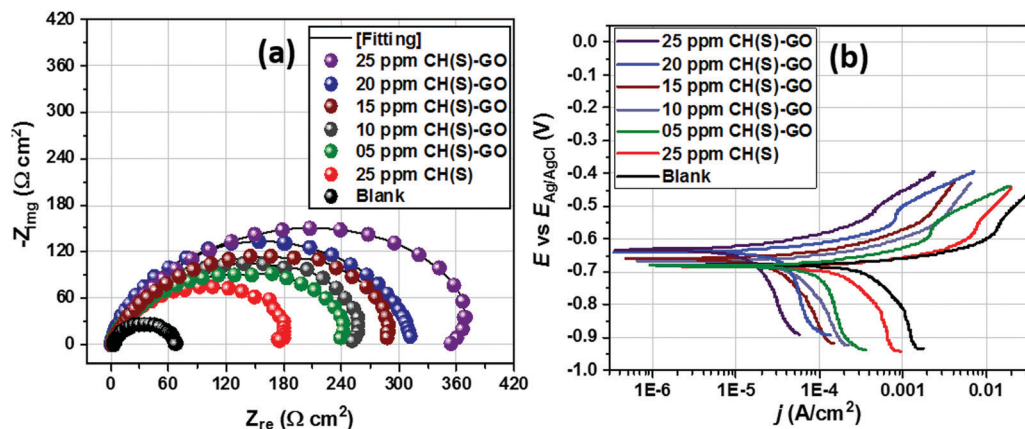 (a)
[Fitting]
25 ppm CH(S)-GO
20 ppm CH(S)-GO
15 ppm CH(S)-GO
10 ppm CH(S)-GO
05 ppm CH(S)-GO
25 ppm CH(S)
Blank
420
360
300
240
180
120
60
0
-Zimg (Ω cm²)
0 60 120 180 240 300 360 420
Zre (Ω cm²)
(b)
25 ppm CH(S)-GO
20 ppm CH(S)-GO
15 ppm CH(S)-GO
10 ppm CH(S)-GO
05 ppm CH(S)-GO
25 ppm CH(S)
Blank
0.0
-0.1
-0.2
-0.3
-0.4
-0.5
-0.6
-0.7
-0.8
-0.9
-1.0
E vs EAg/AgCl (V)
1E-6 1E-5 1E-4 0.001 0.01
j (A/cm²)